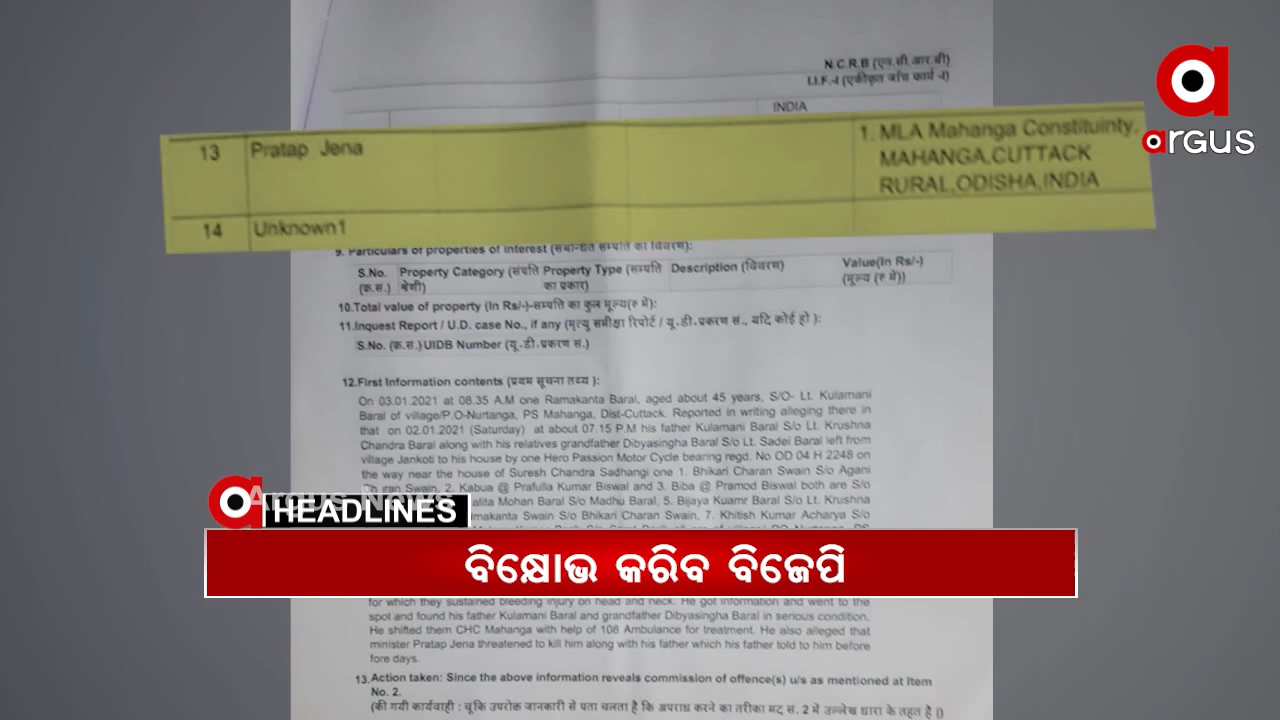 N.C.R.B (एन.सी.आर.बी)
I.I.F.-I (एकीकृत जाँच फार्म -I)
INDIA
argus
13 Pratap Jena 1. MLA Mahanga Constituinty,
MAHANGA,CUTTACK
RURAL,ODISHA,INDIA
14 Unknown1
9. Particulars of properties of interest (संबन्धित सम्पत्ति का विवरण):
S.No. Property Category (संपत्ति Property Type (सम्पत्ति Description (विवरण) Value(In Rs/-)
(क्र.सं.) श्रेणी) का प्रकार) (मूल्य (रु में))
10.Total value of property (In Rs/-)-सम्पत्ति का कुल मूल्य(रु में):
11.Inquest Report / U.D. case No., if any (मृत्यु समीक्षा रिपोर्ट / यू.डी.प्रकरण सं., यदि कोई हो ):
S.No. (क्र.सं.) UIDB Number (यू.डी.प्रकरण सं.)
12.First Information contents (प्रथम सूचना तथ्य ):
On 03.01.2021 at 08.35 A.M one Ramakanta Baral, aged about 45 years, S/O- Lt. Kulamani
Baral of village/P.O-Nurtanga, PS Mahanga, Dist-Cuttack. Reported in writing alleging there in
that on 02.01.2021 (Saturday) at about 07.15 P.M his father Kulamani Baral S/o Lt. Krushna
Chandra Baral along with his relatives grandfather Dibyasingha Baral S/o Lt. Sadei Baral left from
village Jankoti to his house by one Hero Passion Motor Cycle bearing regd. No OD 04 H 2248 on
the way near the house of Suresh Chandra Sadhangi one 1. Bhikari Charan Swain S/o Agani
Ch ran Swain, 2. Kabua @ Prafulla Kumar Biswal and 3. Biba @ Pramod Biswal both are S/o
alita Mohan Baral S/o Madhu Baral, 5. Bijaya Kuamr Baral S/o Lt. Krushna
makanta Swain S/o Bhikari Charan Swain, 7. Khitish Kumar Acharya S/o
Argus News
HEADLINES
ବିକ୍ଷୋଭ କରିବ ବିଜେପି
for which they sustained bleeding injury on head and neck. He got information and went to the
spot and found his father Kulamani Baral and grandfather Dibyasingha Baral in serious condition.
He shifted them CHC Mahanga with help of 108 Ambulance for treatment. He also alleged that
minister Pratap Jena threatened to kill him along with his father which his father told to him before
fore days.
13.Action taken: Since the above information reveals commission of offence(s) u/s as mentioned at Item
No. 2.
(की गयी कार्यवाही : चूंकि उपरोक्त जानकारी से पता चलता है कि अपराध करने का तरीका मद सं. 2 में उल्लेख धारा के तहत है I)